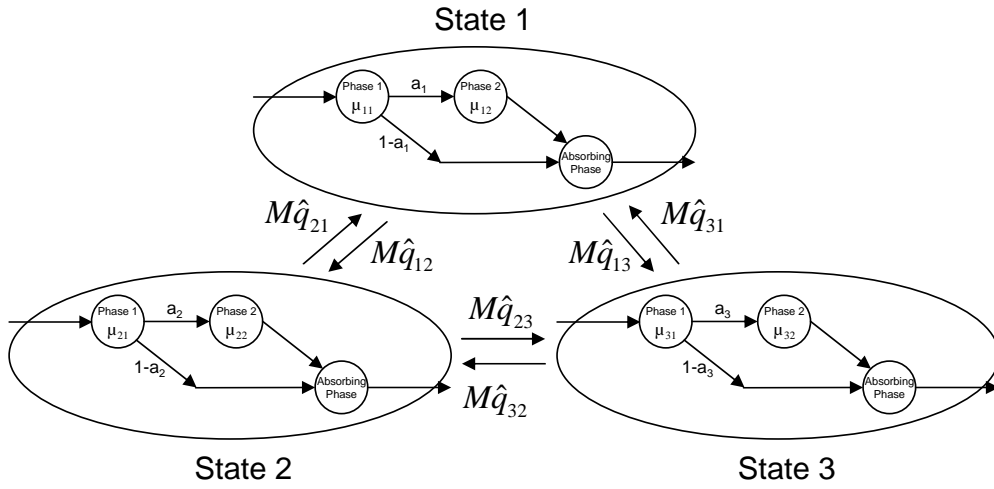 State 1
Phase 1
μ₁₁
a₁
Phase 2
μ₁₂
1-a₁
Absorbing
Phase
Mq̂₂₁
Mq̂₁₂
Mq̂₁₃
Mq̂₃₁
Phase 1
μ₂₁
a₂
Phase 2
μ₂₂
1-a₂
Absorbing
Phase
Mq̂₂₃
Mq̂₃₂
Phase 1
μ₃₁
a₃
Phase 2
μ₃₂
1-a₃
Absorbing
Phase
State 2
State 3